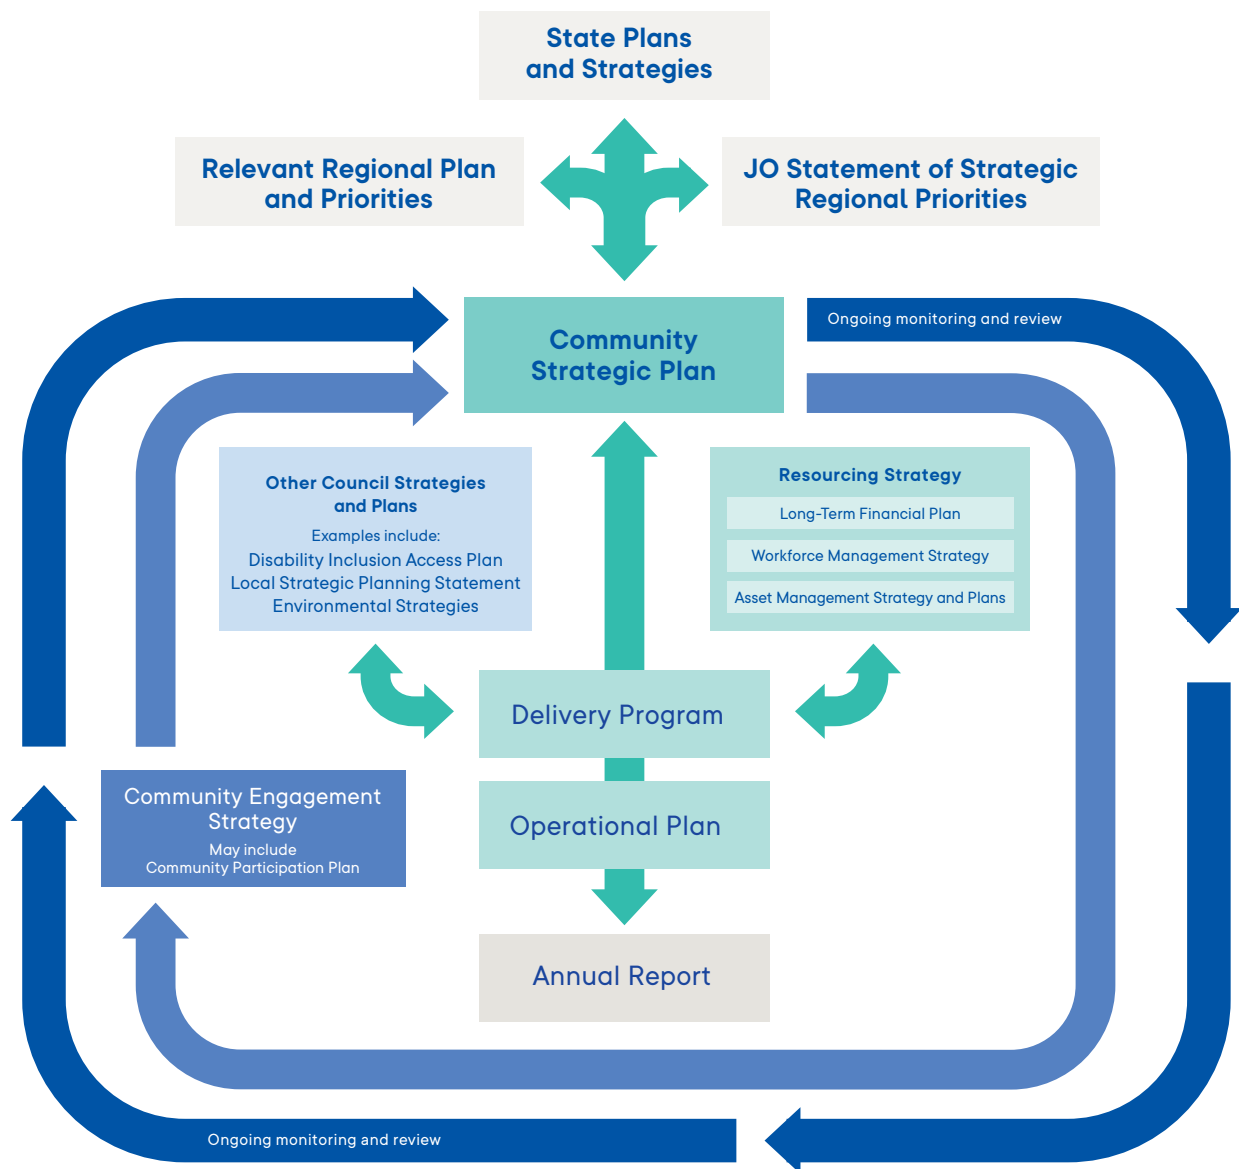 State Plans
and Strategies
Relevant Regional Plan
and Priorities
JO Statement of Strategic
Regional Priorities
Community
Strategic Plan
Ongoing monitoring and review
Other Council Strategies
and Plans
Examples include:
Disability Inclusion Access Plan
Local Strategic Planning Statement
Environmental Strategies
Resourcing Strategy
Long-Term Financial Plan
Workforce Management Strategy
Asset Management Strategy and Plans
Delivery Program
Community Engagement
Strategy
May include
Community Participation Plan
Operational Plan
Annual Report
Ongoing monitoring and review